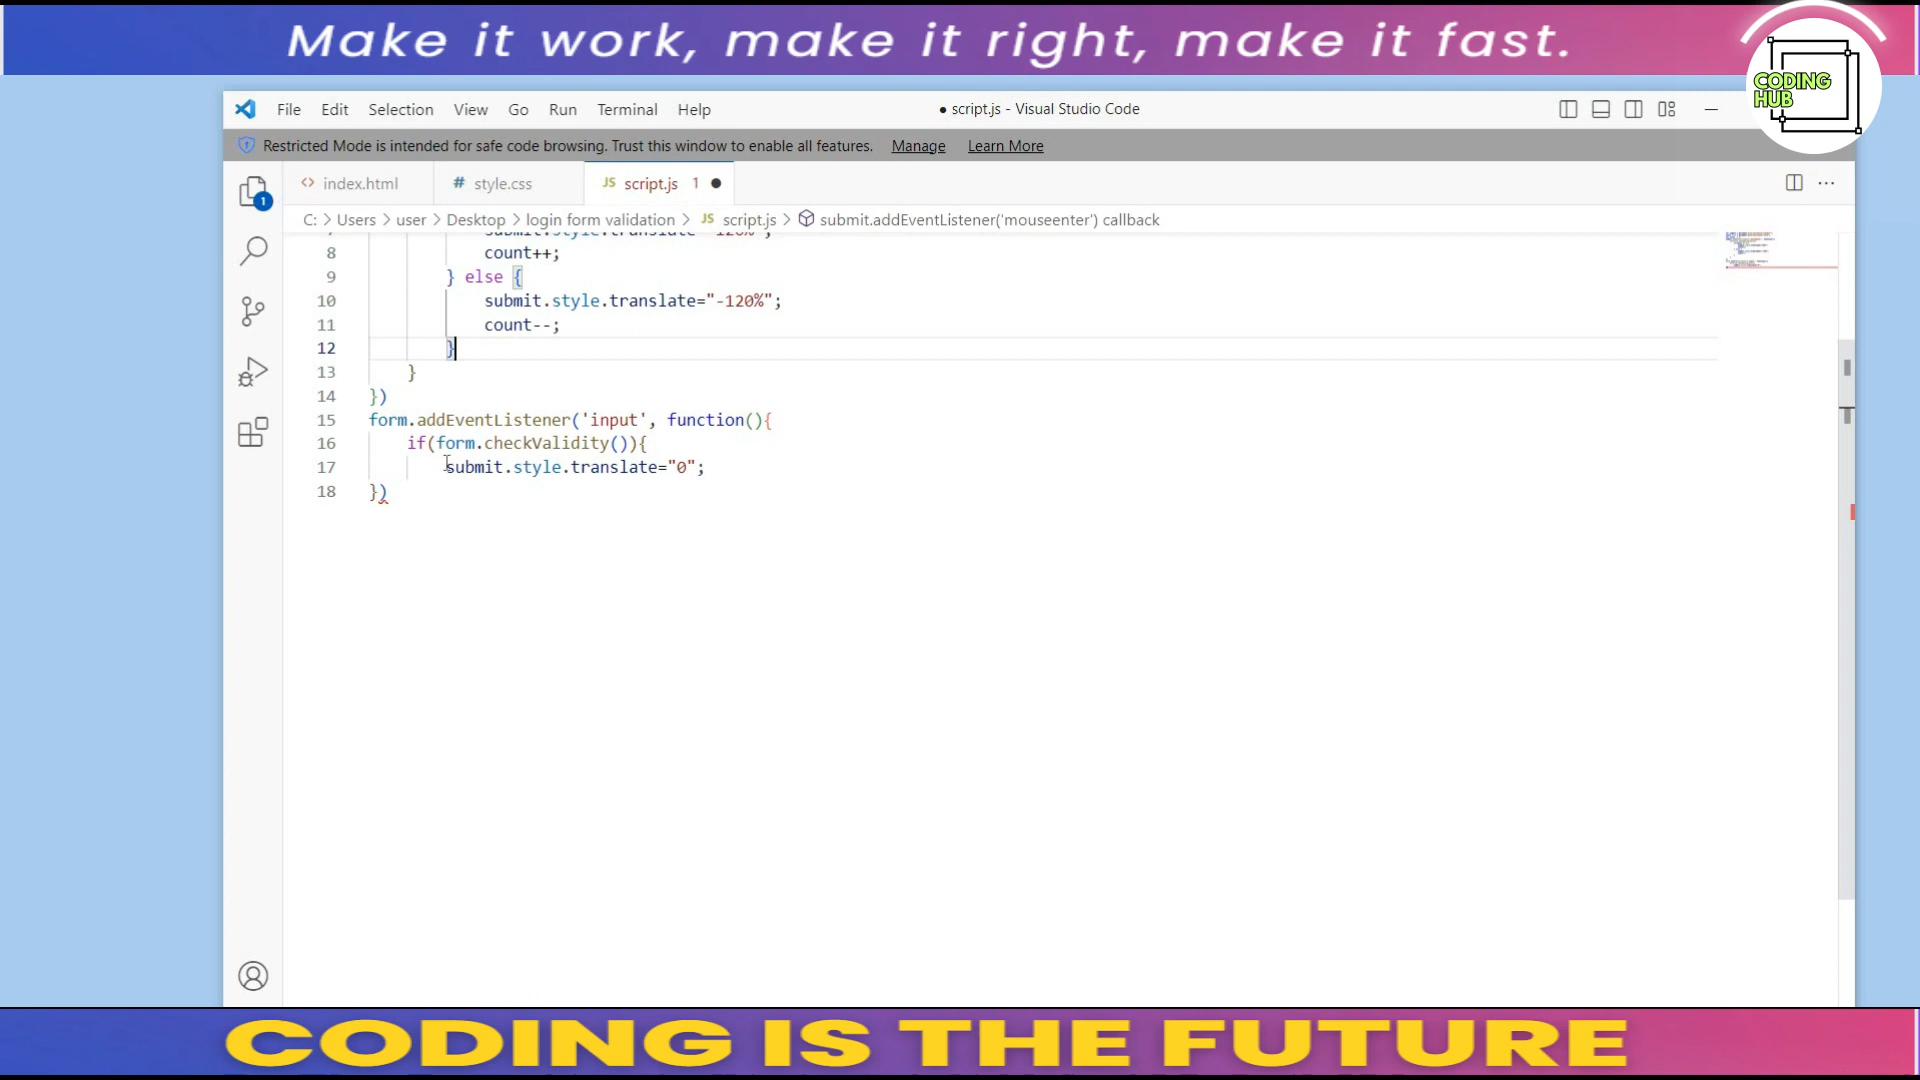 Make it work, make it right, make it fast.
CODING
HUB
File Edit Selection View Go Run Terminal Help
● script.js - Visual Studio Code
Restricted Mode is intended for safe code browsing. Trust this window to enable all features. Manage Learn More
index.html
# style.css
JS script.js 1 ●
C: > Users > user > Desktop > login form validation > JS script.js > submit.addEventListener('mouseenter') callback
1
8 count++;
9 } else {
10 submit.style.translate="-120%";
11 count--;
12 }
13 }
14 })
15 form.addEventListener('input', function(){
16 if(form.checkValidity()){
17 submit.style.translate="0";
18 })
CODING IS THE FUTURE